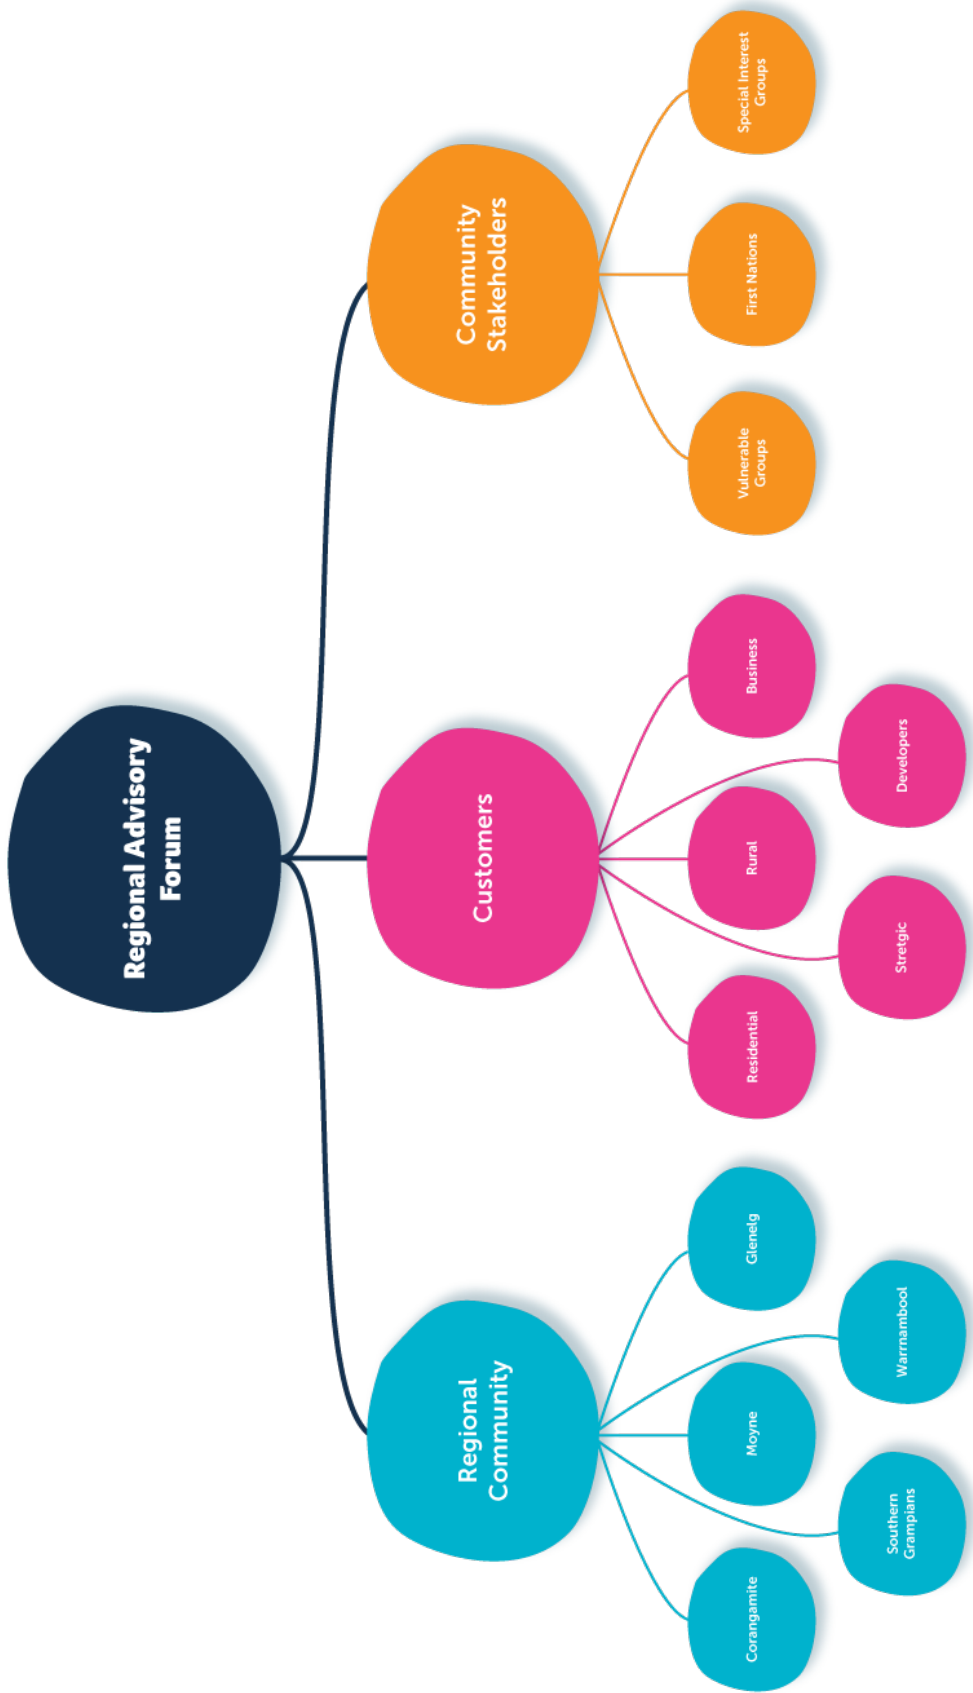 Regional Advisory
Forum
Regional
Community
Customers
Community
Stakeholders
Corangamite
Southern
Grampians
Moyne
Warrnambool
Glenelg
Residential
Stretgic
Rural
Developers
Business
Vulnerable
Groups
First Nations
Special Interest
Groups